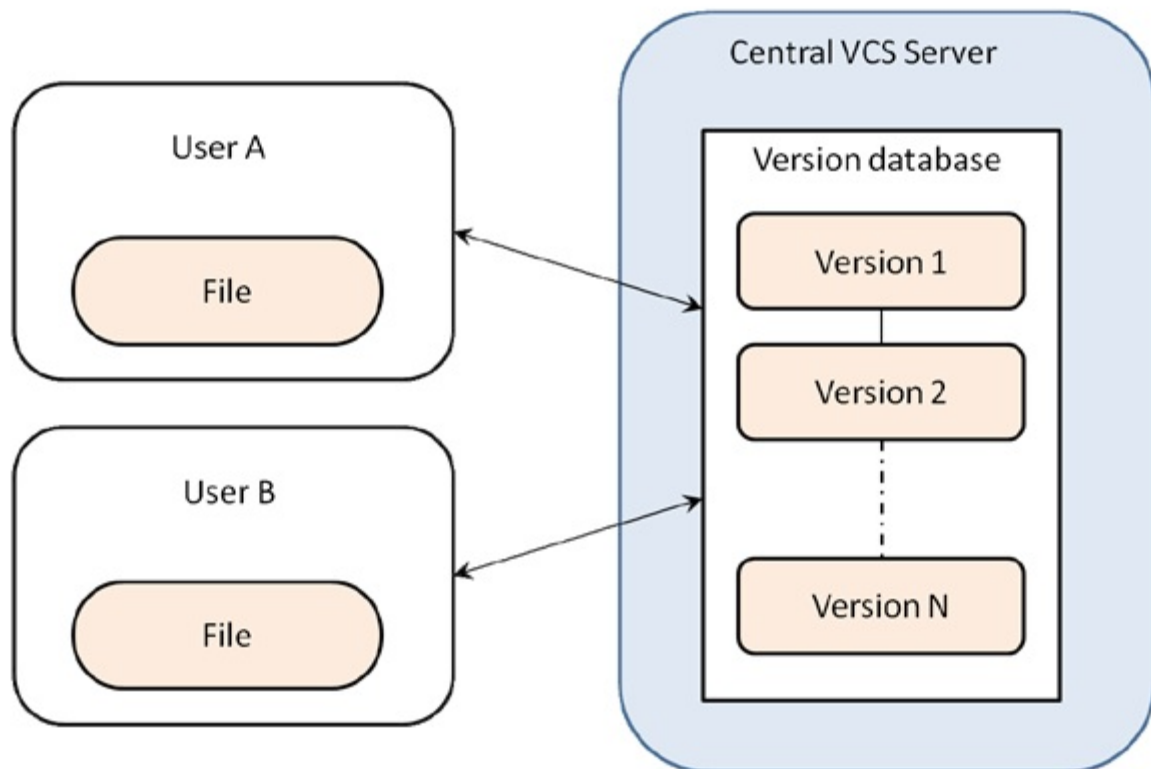 Central VCS Server
User A
File
Version database
Version 1
Version 2
Version N
User B
File